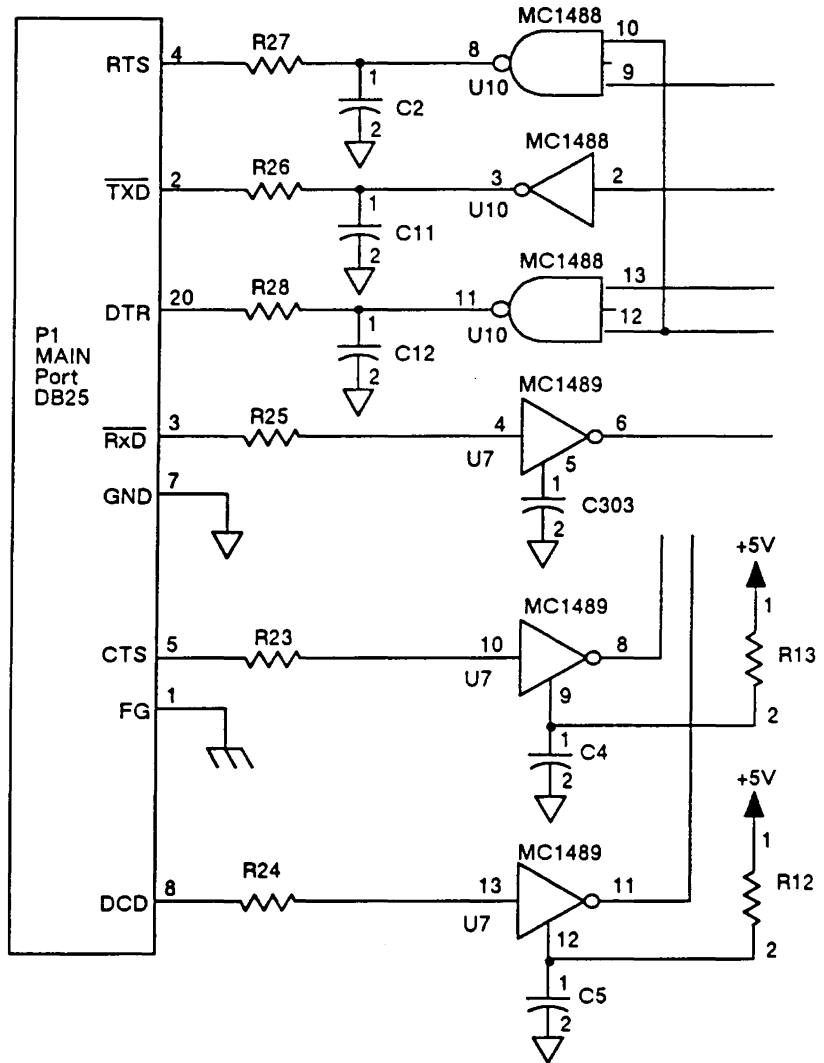 MC1488
RTS 4 R27 8 10
1 U10 9
C2
2
MC1488
TXD 2 R26 3 2
1 U10
C11
2
MC1488
DTR 20 R28 11 13
1 U10 12
C12
2
P1
MAIN
Port
DB25
MC1489
RxD 3 R25 4 6
U7 5
1
C303
2
GND 7
+5V
1
MC1489
CTS 5 R23 10 8
U7 9
R13
2
1
C4
2
FG 1
+5V
1
MC1489
DCD 8 R24 13 11
U7 12
R12
2
1
C5
2